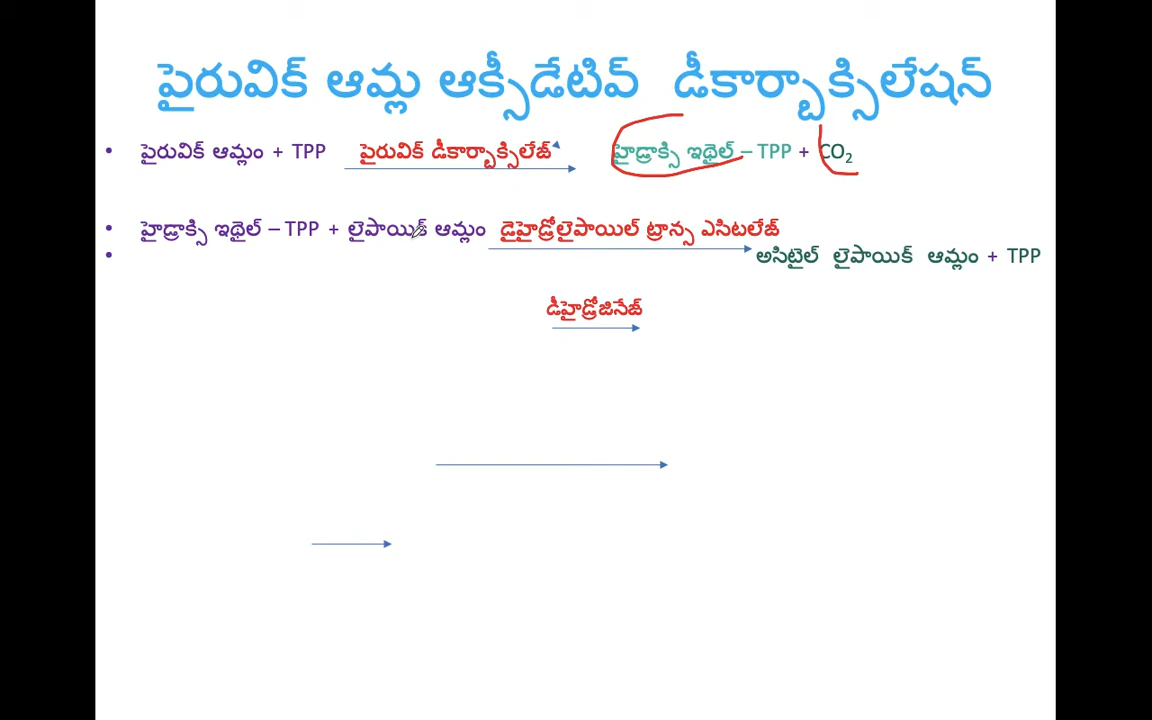 పైరువిక్ ఆమ్ల ఆక్సీడేటివ్ డీకార్బాక్సిలేషన్
• పైరువిక్ ఆమ్లం + TPP పైరువిక్ డీకార్బాక్సిలేజ్ హైడ్రాక్సి ఇథైల్ – TPP + CO₂
• హైడ్రాక్సి ఇథైల్ – TPP + లైపాయిక్ ఆమ్లం డైహైడ్రోలైపాయిల్ ట్రాన్స ఎసిటలేజ్
• అసిటైల్ లైపాయిక్ ఆమ్లం + TPP
డీహైడ్రోజినేజ్